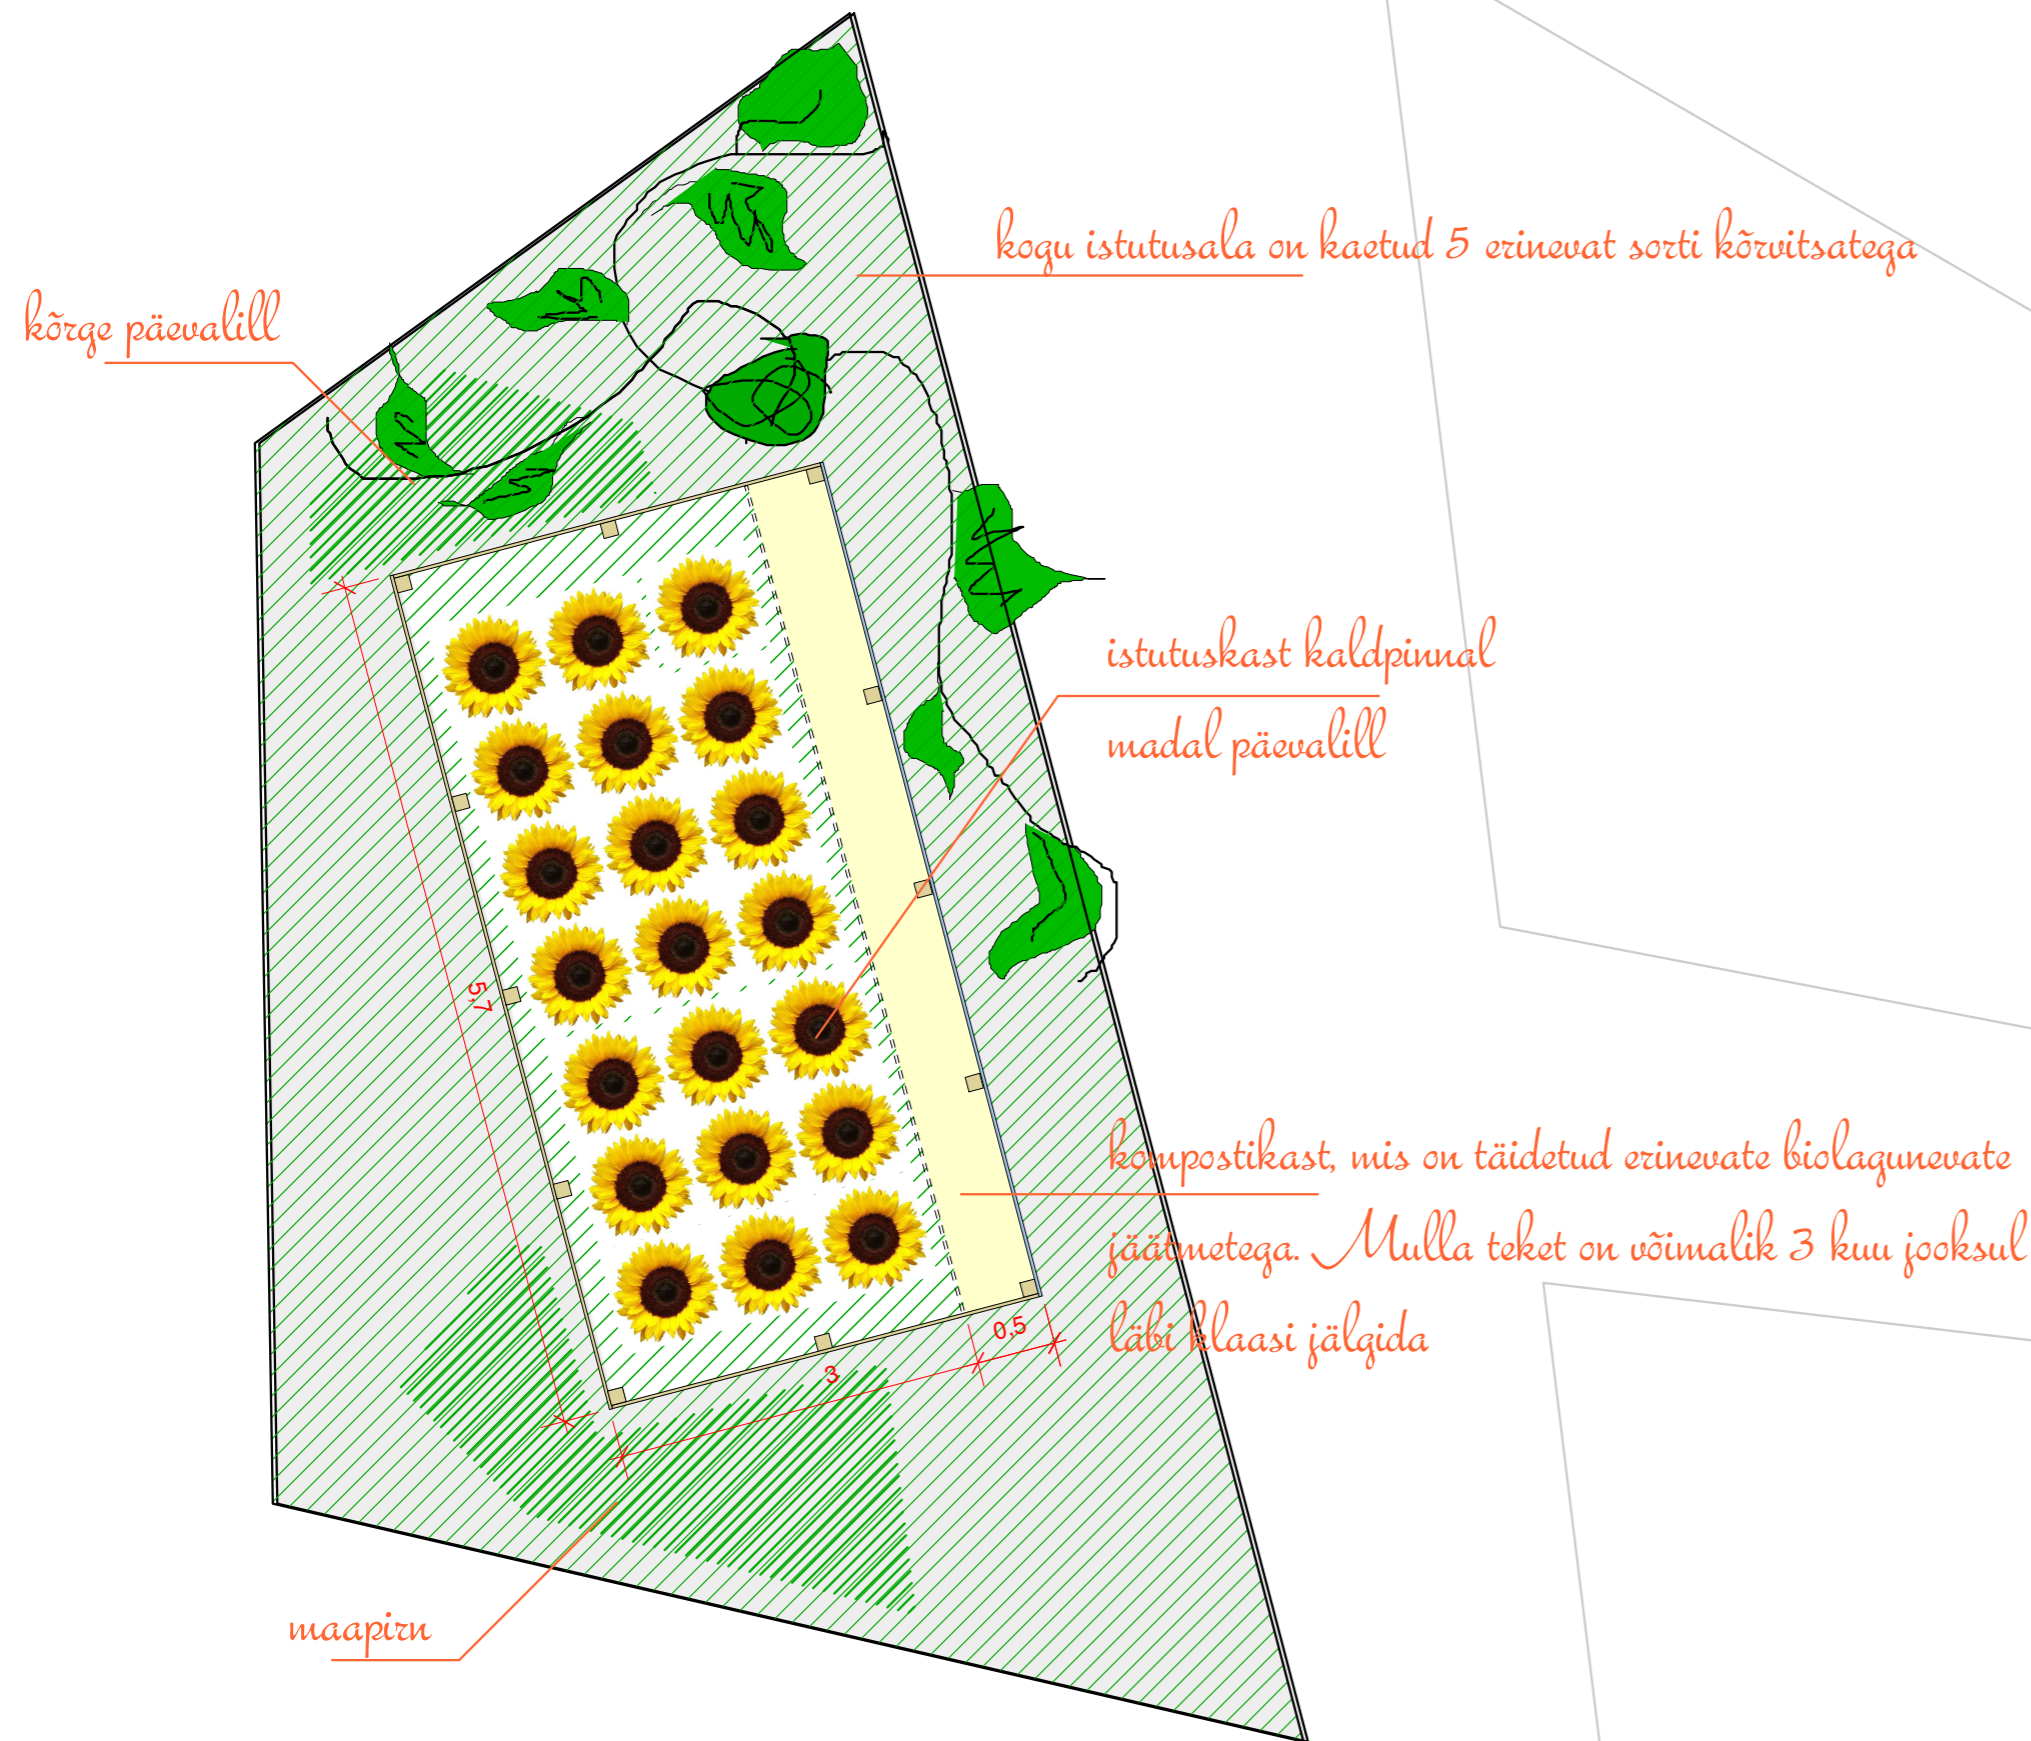 kogu istutusala on kaetud 5 erinevat sorti kõrvitsatega
kõrge päevalill
istutuskast kaldpinnal
madal päevalill
5,7
kompostikast, mis on täidetud erinevate biolagunevate
jäätmetega. Mulla teket on võimalik 3 kuu jooksul
läbi klaasi jälgida
0,5
3
maapirn